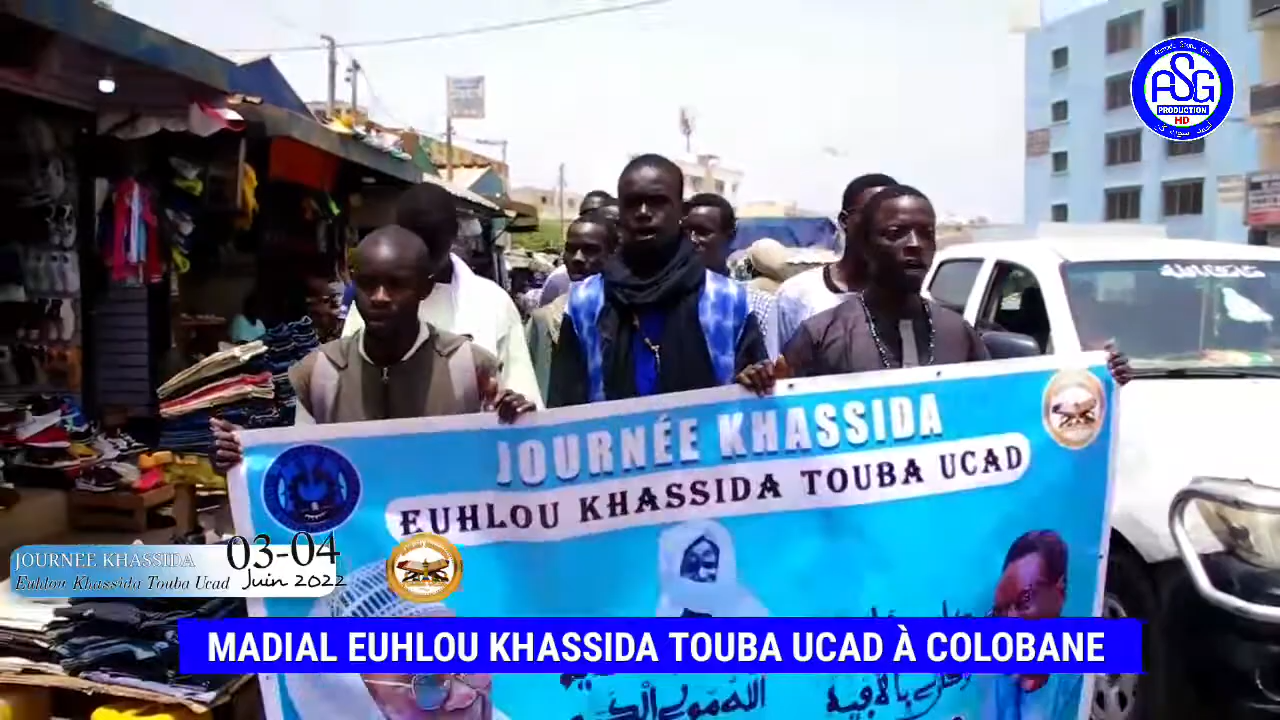 ASG
PRODUCTION
HD
JOURNÉE KHASSIDA
EUHLOU KHASSIDA TOUBA UCAD
JOURNEE KHASSIDA
Euhlou Khassida Touba Ucad
03-04
Juin 2022
MADIAL EUHLOU KHASSIDA TOUBA UCAD À COLOBANE